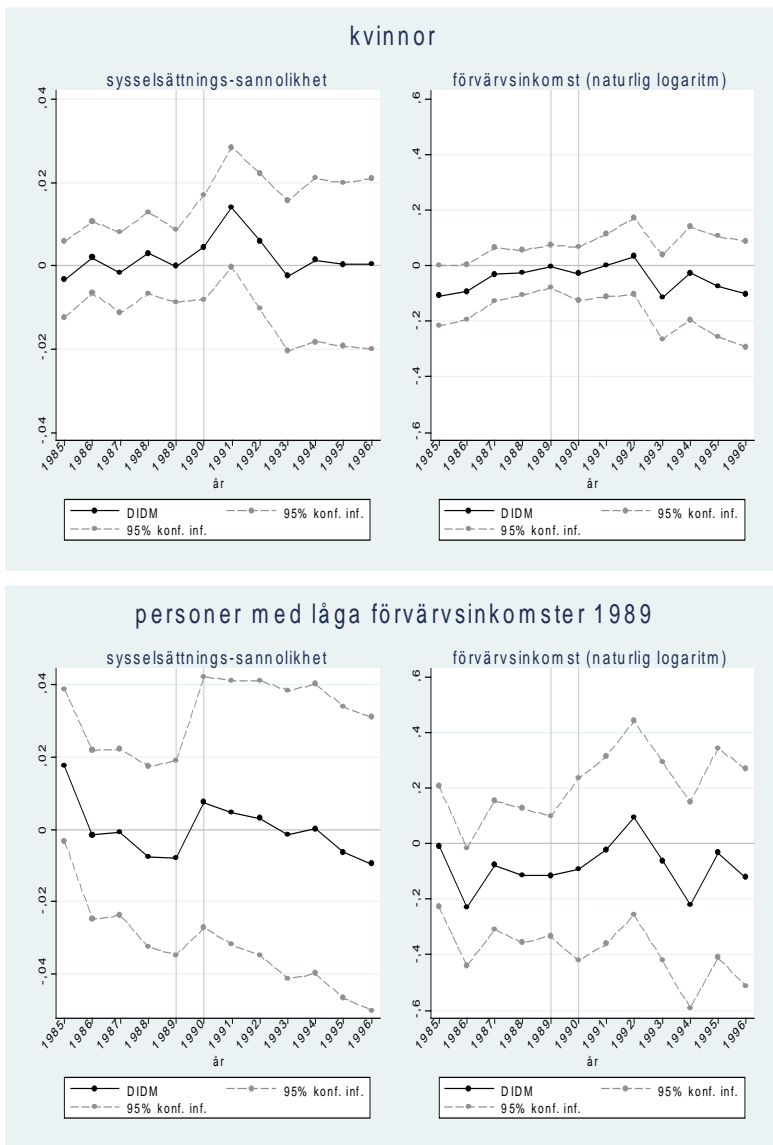 kvinnor
sysselsättnings-sannolikhet
,04
,02
0
-,02
-,04
1985 1986 1987 1988 1989 1990 1991 1992 1993 1994 1995 1996
år
DIDM 95% konf. inf.
95% konf. inf.
förvärvsinkomst (naturlig logaritm)
,6
,4
,2
0
-,2
-,4
-,6
1985 1986 1987 1988 1989 1990 1991 1992 1993 1994 1995 1996
år
DIDM 95% konf. inf.
95% konf. inf.
personer med låga förvärvsinkomster 1989
sysselsättnings-sannolikhet
,04
,02
0
-,02
-,04
1985 1986 1987 1988 1989 1990 1991 1992 1993 1994 1995 1996
år
DIDM 95% konf. inf.
95% konf. inf.
förvärvsinkomst (naturlig logaritm)
,6
,4
,2
0
-,2
-,4
-,6
1985 1986 1987 1988 1989 1990 1991 1992 1993 1994 1995 1996
år
DIDM 95% konf. inf.
95% konf. inf.